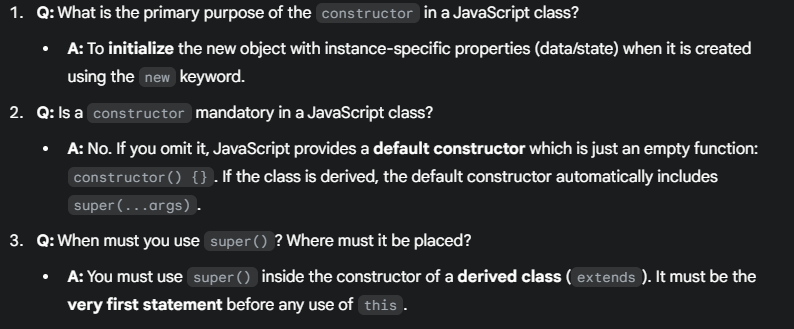 1. Q: What is the primary purpose of the constructor in a JavaScript class?
• A: To initialize the new object with instance-specific properties (data/state) when it is created
using the new keyword.
2. Q: Is a constructor mandatory in a JavaScript class?
• A: No. If you omit it, JavaScript provides a default constructor which is just an empty function:
constructor() {}. If the class is derived, the default constructor automatically includes
super(...args).
3. Q: When must you use super()? Where must it be placed?
• A: You must use super() inside the constructor of a derived class (extends). It must be the
very first statement before any use of this.